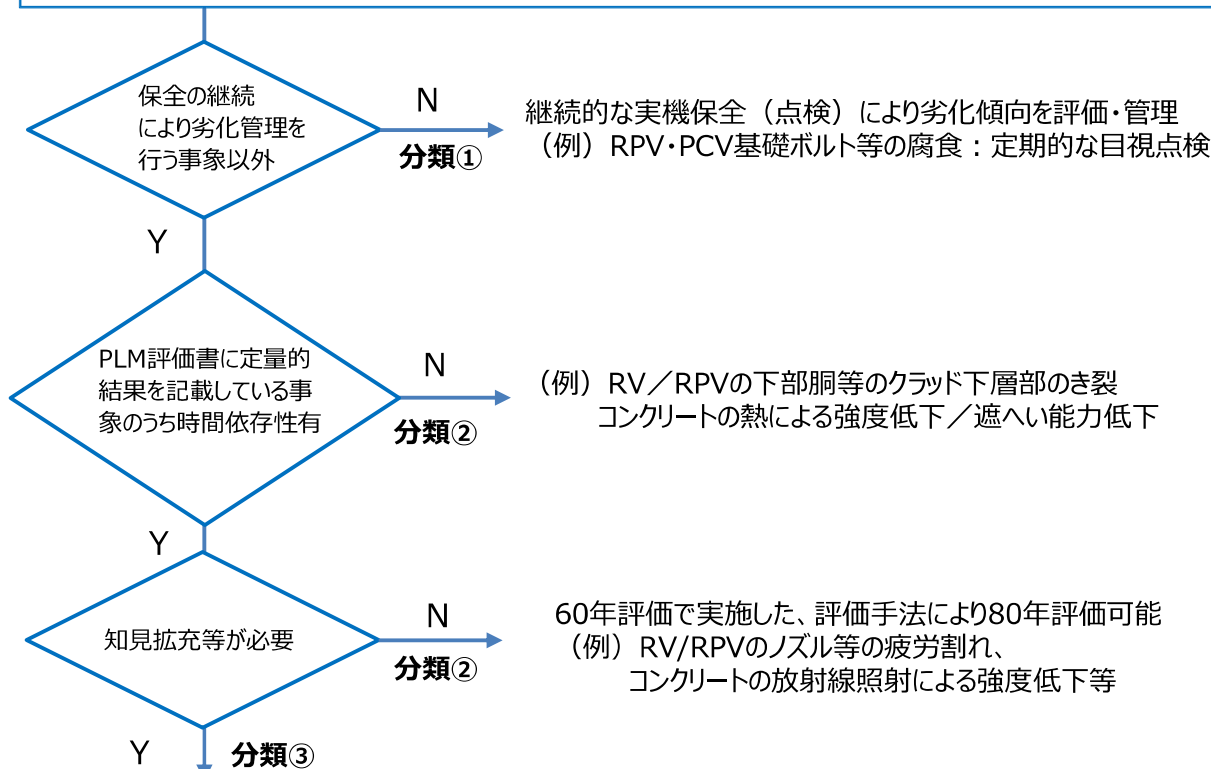 保全の継続
により劣化管理を
行う事象以外
N
分類①
継続的な実機保全（点検）により劣化傾向を評価・管理
（例）RPV・PCV基礎ボルト等の腐食：定期的な目視点検
Y
PLM評価書に定量的
結果を記載している事
象のうち時間依存性有
N
分類②
（例）RV／RPVの下部胴等のクラッド下層部のき裂
コンクリートの熱による強度低下／遮へい能力低下
Y
知見拡充等が必要
N
分類②
60年評価で実施した、評価手法により80年評価可能
（例）RV/RPVのノズル等の疲労割れ、
コンクリートの放射線照射による強度低下等
Y
分類③